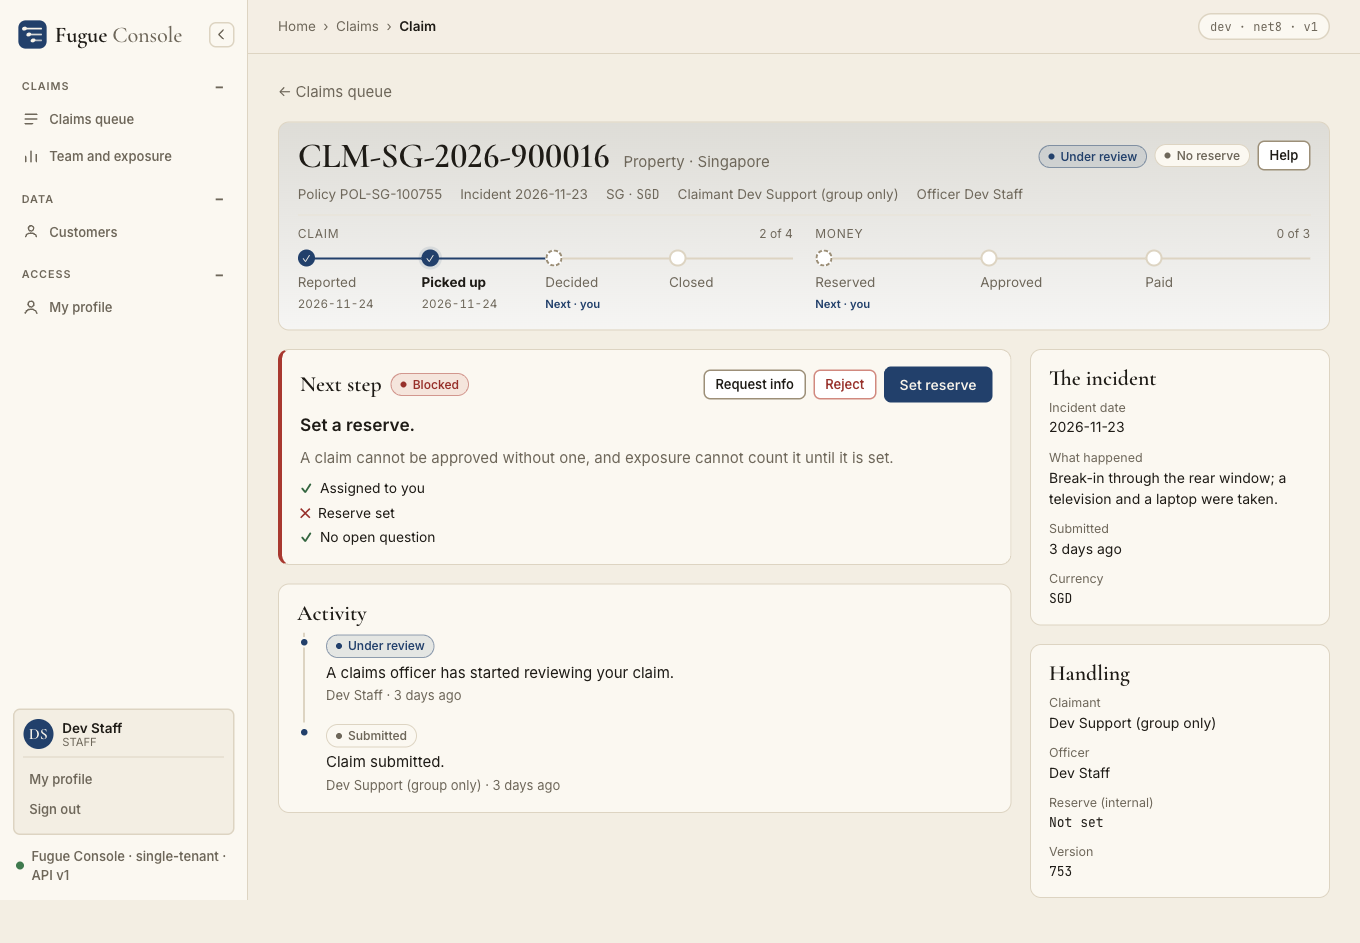 Fugue Console
CLAIMS
Claims queue
Team and exposure
DATA
Customers
ACCESS
My profile
DS
Dev Staff
STAFF
My profile
Sign out
Fugue Console · single-tenant ·
API v1
Home › Claims › Claim
dev · net8 · v1
← Claims queue
CLM-SG-2026-900016 Property · Singapore
Under review
No reserve
Help
Policy POL-SG-100755 Incident 2026-11-23 SG · SGD Claimant Dev Support (group only) Officer Dev Staff
CLAIM 2 of 4
Reported Picked up Decided Closed
2026-11-24 2026-11-24 Next · you
MONEY 0 of 3
Reserved Approved Paid
Next · you
Next step Blocked
Request info Reject Set reserve
Set a reserve.
A claim cannot be approved without one, and exposure cannot count it until it is set.
Assigned to you
Reserve set
No open question
Activity
Under review
A claims officer has started reviewing your claim.
Dev Staff · 3 days ago
Submitted
Claim submitted.
Dev Support (group only) · 3 days ago
The incident
Incident date
2026-11-23
What happened
Break-in through the rear window; a
television and a laptop were taken.
Submitted
3 days ago
Currency
SGD
Handling
Claimant
Dev Support (group only)
Officer
Dev Staff
Reserve (internal)
Not set
Version
753